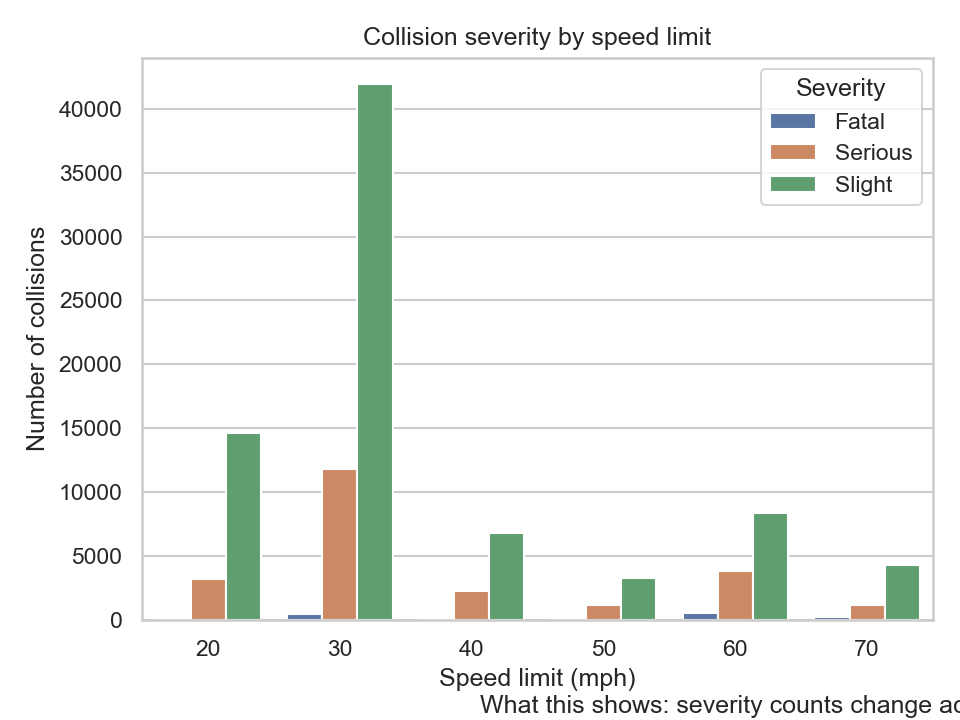 Collision severity by speed limit
Severity
Fatal
Serious
Slight
Number of collisions
40000
35000
30000
25000
20000
15000
10000
5000
0
20 30 40 50 60 70
Speed limit (mph)
What this shows: severity counts change